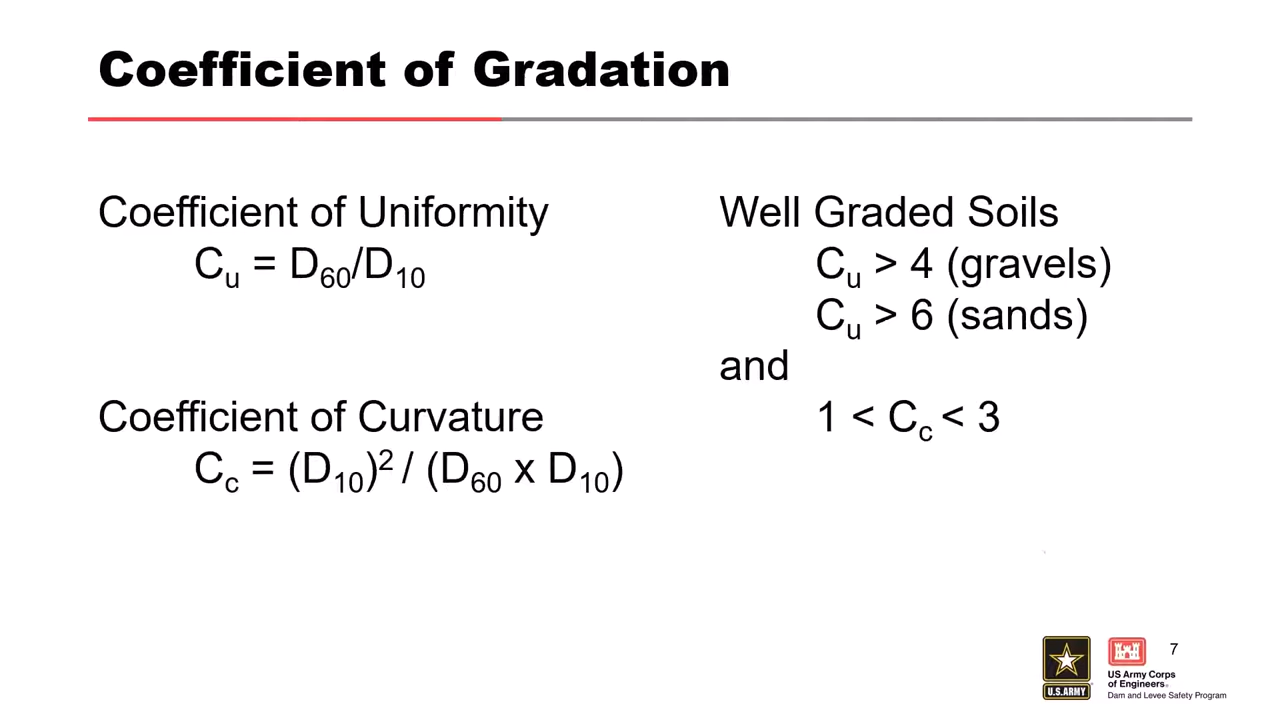 Coefficient of Gradation
Coefficient of Uniformity
Cu = D60/D10
Coefficient of Curvature
Cc = (D10)² / (D60 x D10)
Well Graded Soils
Cu > 4 (gravels)
Cu > 6 (sands)
and
1 < Cc < 3
U.S.ARMY
US Army Corps
of Engineers®
Dam and Levee Safety Program
7